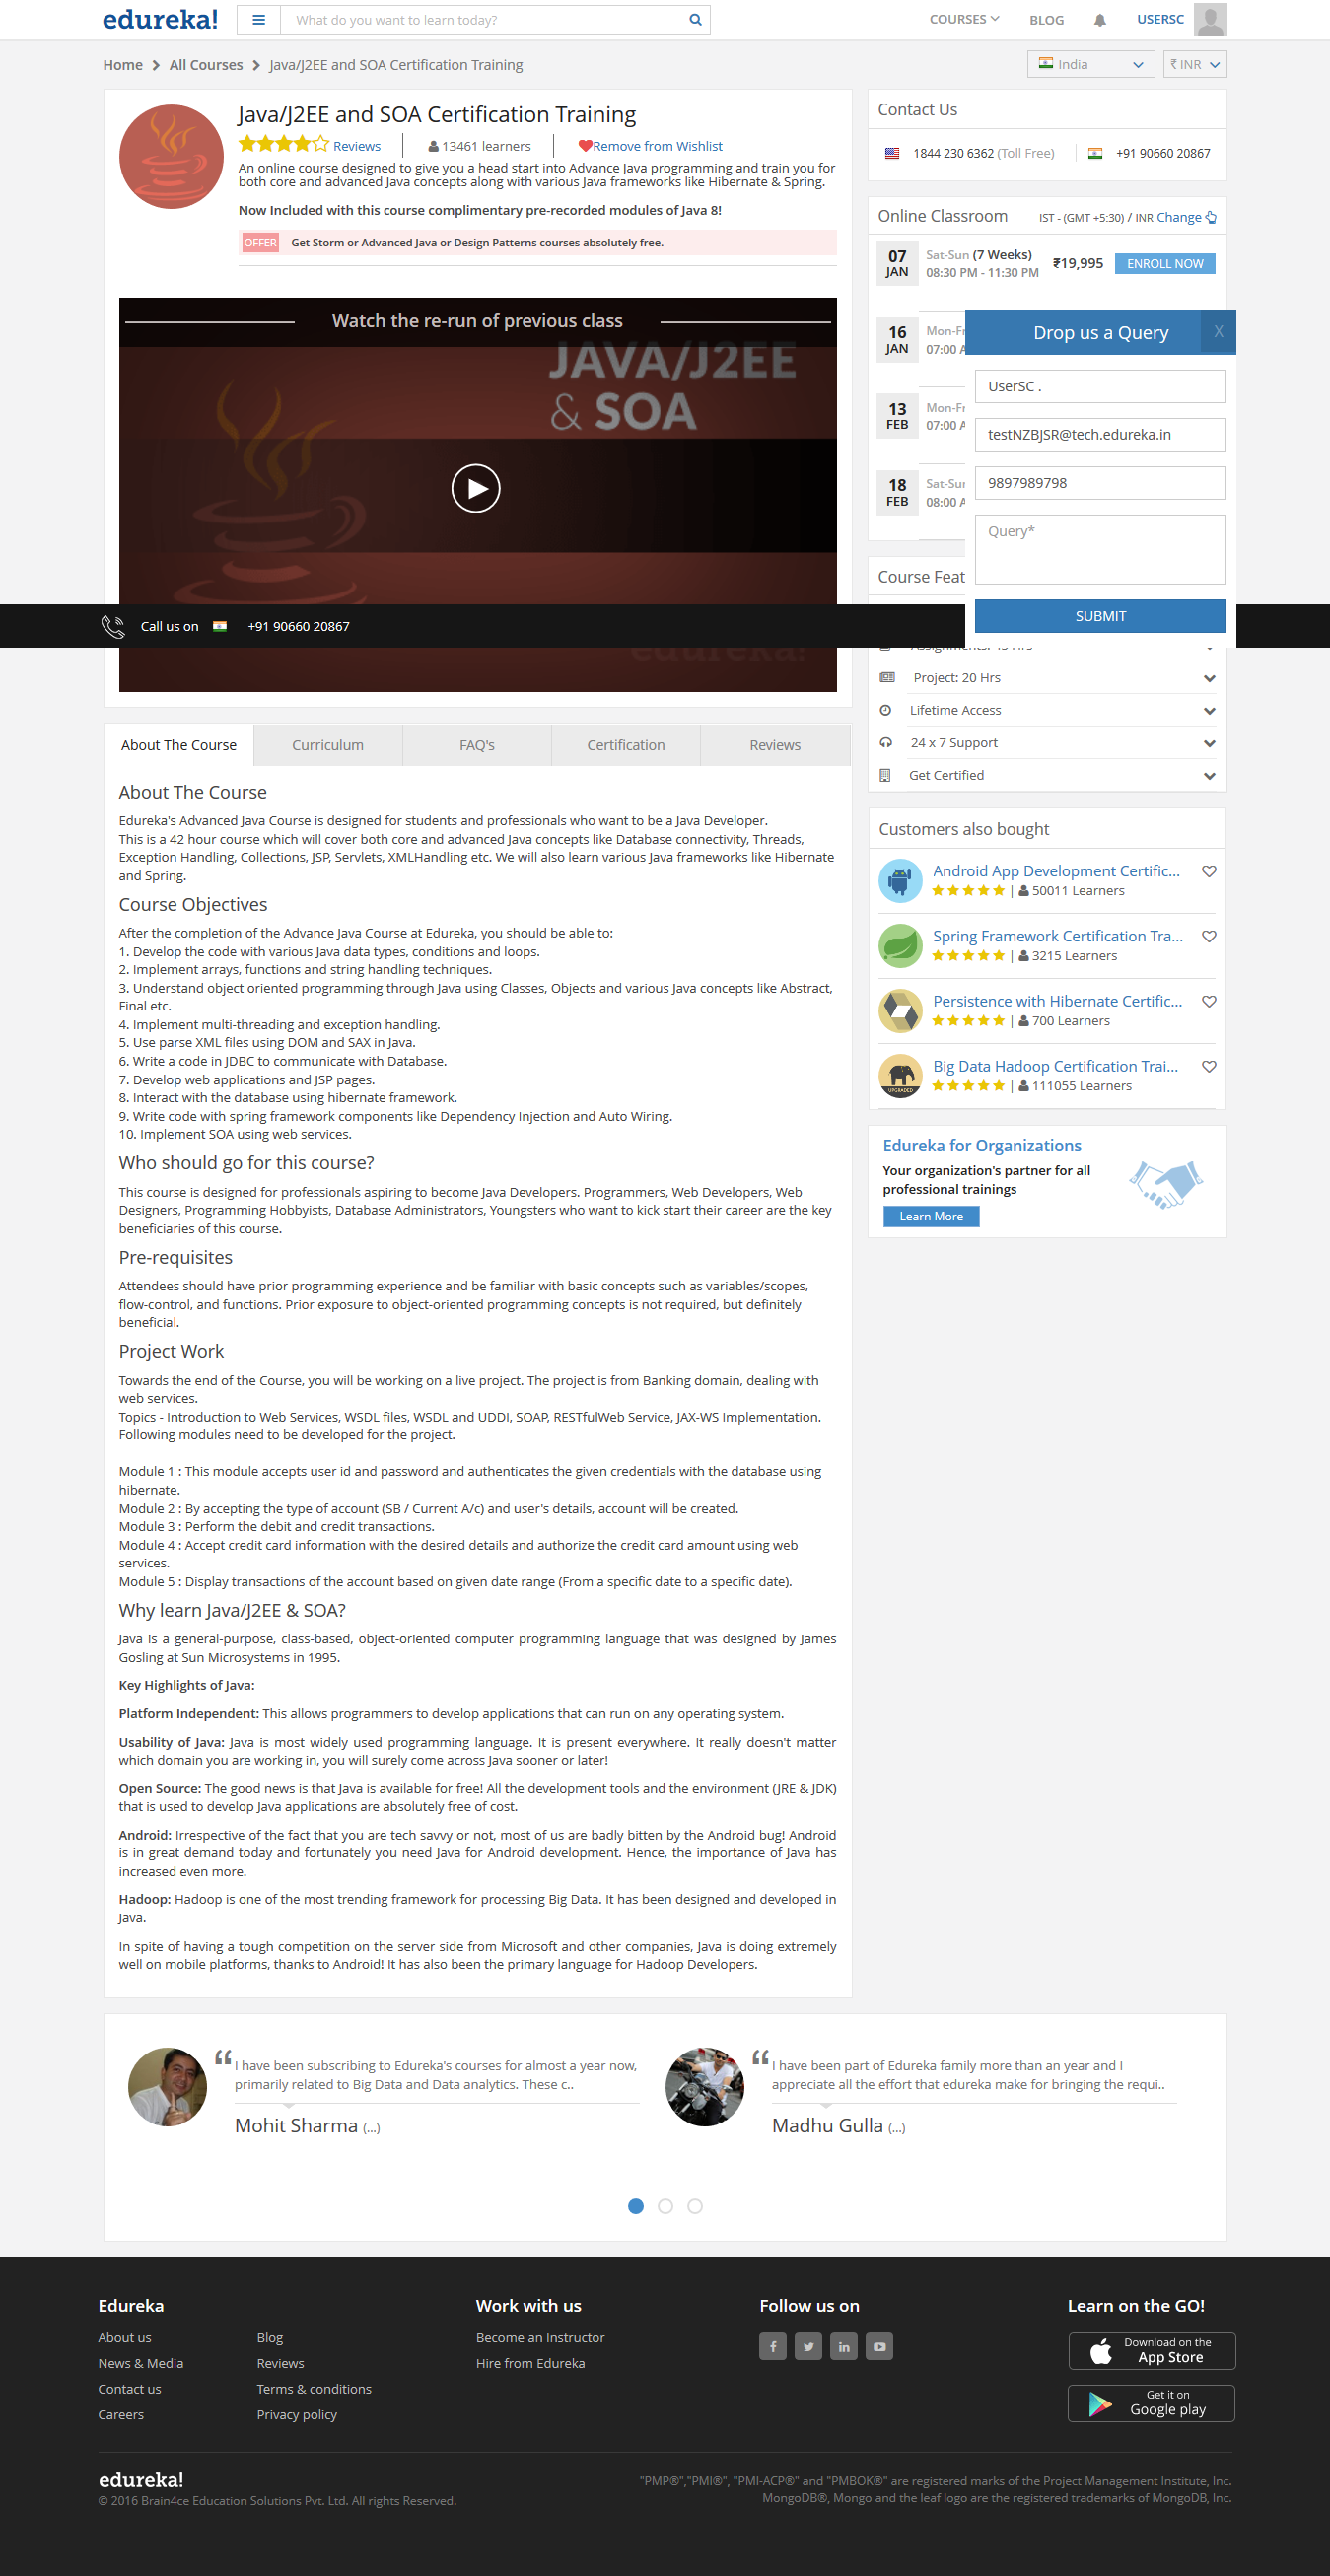 edureka!
What do you want to learn today?
COURSES
BLOG
USERSC
Home
All Courses
Java/J2EE and SOA Certification Training
India
₹ INR
Java/J2EE and SOA Certification Training
Reviews
13461 learners
Remove from Wishlist
An online course designed to give you a head start into Advance Java programming and train you for
both core and advanced Java concepts along with various Java frameworks like Hibernate & Spring.
Now Included with this course complimentary pre-recorded modules of Java 8!
OFFER Get Storm or Advanced Java or Design Patterns courses absolutely free.
Watch the re-run of previous class
JAVA/J2EE
& SOA
edureka!
Call us on +91 90660 20867
Contact Us
1844 230 6362 (Toll Free)
+91 90660 20867
Online Classroom
IST - (GMT +5:30) / INR Change
07
JAN
Sat-Sun (7 Weeks)
08:30 PM - 11:30 PM
₹19,995
ENROLL NOW
16
JAN
Mon-Fr
07:00 A
13
FEB
Mon-Fr
07:00 A
18
FEB
Sat-Sun
08:00 A
Drop us a Query
X
UserSC .
testNZBJSR@tech.edureka.in
9897989798
Query*
SUBMIT
Course Feat
Project: 20 Hrs
Lifetime Access
24 x 7 Support
Get Certified
Customers also bought
Android App Development Certific...
| 50011 Learners
Spring Framework Certification Tra...
| 3215 Learners
Persistence with Hibernate Certific...
| 700 Learners
UPGRADED
Big Data Hadoop Certification Trai...
| 111055 Learners
Edureka for Organizations
Your organization's partner for all
professional trainings
Learn More
About The Course
Curriculum
FAQ's
Certification
Reviews
About The Course
Edureka's Advanced Java Course is designed for students and professionals who want to be a Java Developer.
This is a 42 hour course which will cover both core and advanced Java concepts like Database connectivity, Threads,
Exception Handling, Collections, JSP, Servlets, XMLHandling etc. We will also learn various Java frameworks like Hibernate
and Spring.
Course Objectives
After the completion of the Advance Java Course at Edureka, you should be able to:
1. Develop the code with various Java data types, conditions and loops.
2. Implement arrays, functions and string handling techniques.
3. Understand object oriented programming through Java using Classes, Objects and various Java concepts like Abstract,
Final etc.
4. Implement multi-threading and exception handling.
5. Use parse XML files using DOM and SAX in Java.
6. Write a code in JDBC to communicate with Database.
7. Develop web applications and JSP pages.
8. Interact with the database using hibernate framework.
9. Write code with spring framework components like Dependency Injection and Auto Wiring.
10. Implement SOA using web services.
Who should go for this course?
This course is designed for professionals aspiring to become Java Developers. Programmers, Web Developers, Web
Designers, Programming Hobbyists, Database Administrators, Youngsters who want to kick start their career are the key
beneficiaries of this course.
Pre-requisites
Attendees should have prior programming experience and be familiar with basic concepts such as variables/scopes,
flow-control, and functions. Prior exposure to object-oriented programming concepts is not required, but definitely
beneficial.
Project Work
Towards the end of the Course, you will be working on a live project. The project is from Banking domain, dealing with
web services.
Topics - Introduction to Web Services, WSDL files, WSDL and UDDI, SOAP, RESTfulWeb Service, JAX-WS Implementation.
Following modules need to be developed for the project.
Module 1 : This module accepts user id and password and authenticates the given credentials with the database using
hibernate.
Module 2 : By accepting the type of account (SB / Current A/c) and user's details, account will be created.
Module 3 : Perform the debit and credit transactions.
Module 4 : Accept credit card information with the desired details and authorize the credit card amount using web
services.
Module 5 : Display transactions of the account based on given date range (From a specific date to a specific date).
Why learn Java/J2EE & SOA?
Java is a general-purpose, class-based, object-oriented computer programming language that was designed by James
Gosling at Sun Microsystems in 1995.
Key Highlights of Java:
Platform Independent: This allows programmers to develop applications that can run on any operating system.
Usability of Java: Java is most widely used programming language. It is present everywhere. It really doesn't matter
which domain you are working in, you will surely come across Java sooner or later!
Open Source: The good news is that Java is available for free! All the development tools and the environment (JRE & JDK)
that is used to develop Java applications are absolutely free of cost.
Android: Irrespective of the fact that you are tech savvy or not, most of us are badly bitten by the Android bug! Android
is in great demand today and fortunately you need Java for Android development. Hence, the importance of Java has
increased even more.
Hadoop: Hadoop is one of the most trending framework for processing Big Data. It has been designed and developed in
Java.
In spite of having a tough competition on the server side from Microsoft and other companies, Java is doing extremely
well on mobile platforms, thanks to Android! It has also been the primary language for Hadoop Developers.
“ I have been subscribing to Edureka's courses for almost a year now,
primarily related to Big Data and Data analytics. These c..
Mohit Sharma (...)
“ I have been part of Edureka family more than an year and I
appreciate all the effort that edureka make for bringing the requi..
Madhu Gulla (...)
Edureka
About us
News & Media
Contact us
Careers
Blog
Reviews
Terms & conditions
Privacy policy
Work with us
Become an Instructor
Hire from Edureka
Follow us on
Learn on the GO!
Download on the
App Store
Get it on
Google play
edureka!
© 2016 Brain4ce Education Solutions Pvt. Ltd. All rights Reserved.
"PMP®","PMI®", "PMI-ACP®" and "PMBOK®" are registered marks of the Project Management Institute, Inc.
MongoDB®, Mongo and the leaf logo are the registered trademarks of MongoDB, Inc.